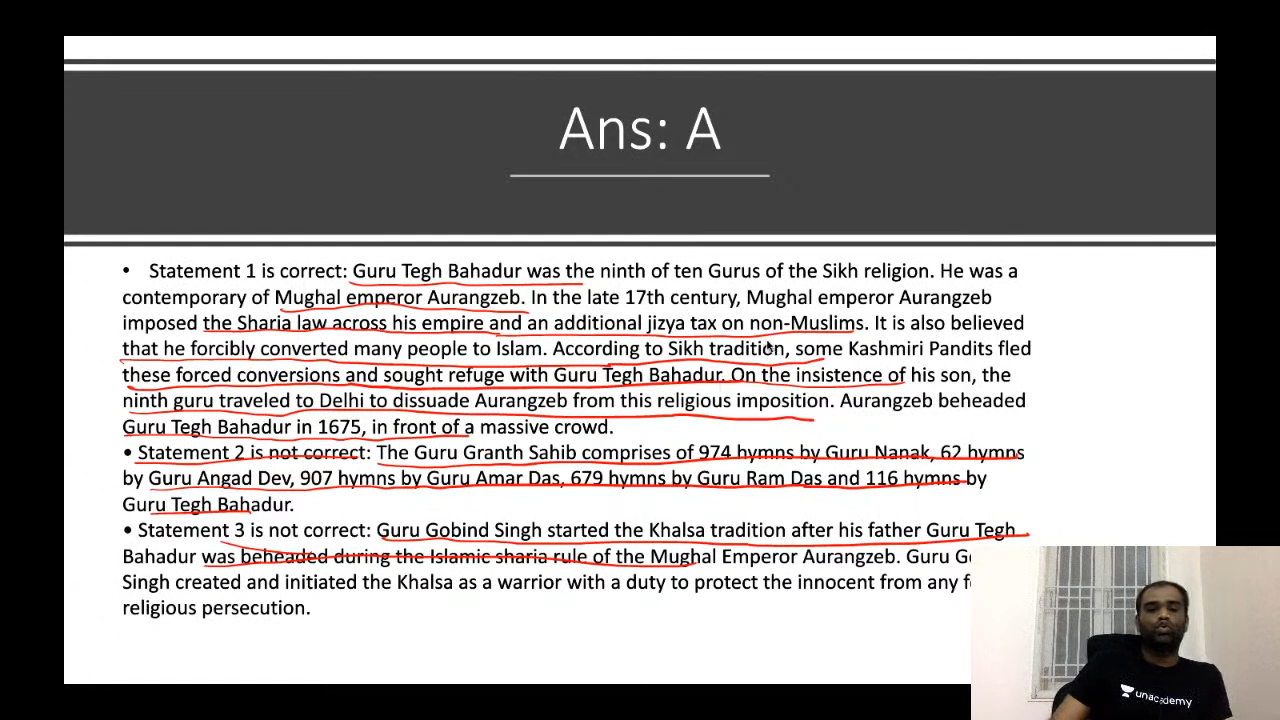 Ans: A
• Statement 1 is correct: Guru Tegh Bahadur was the ninth of ten Gurus of the Sikh religion. He was a
contemporary of Mughal emperor Aurangzeb. In the late 17th century, Mughal emperor Aurangzeb
imposed the Sharia law across his empire and an additional jizya tax on non-Muslims. It is also believed
that he forcibly converted many people to Islam. According to Sikh tradition, some Kashmiri Pandits fled
these forced conversions and sought refuge with Guru Tegh Bahadur. On the insistence of his son, the
ninth guru traveled to Delhi to dissuade Aurangzeb from this religious imposition. Aurangzeb beheaded
Guru Tegh Bahadur in 1675, in front of a massive crowd.
• Statement 2 is not correct: The Guru Granth Sahib comprises of 974 hymns by Guru Nanak, 62 hymns
by Guru Angad Dev, 907 hymns by Guru Amar Das, 679 hymns by Guru Ram Das and 116 hymns by
Guru Tegh Bahadur.
• Statement 3 is not correct: Guru Gobind Singh started the Khalsa tradition after his father Guru Tegh
Bahadur was beheaded during the Islamic sharia rule of the Mughal Emperor Aurangzeb. Guru
Singh created and initiated the Khalsa as a warrior with a duty to protect the innocent from any
religious persecution.
unacademy